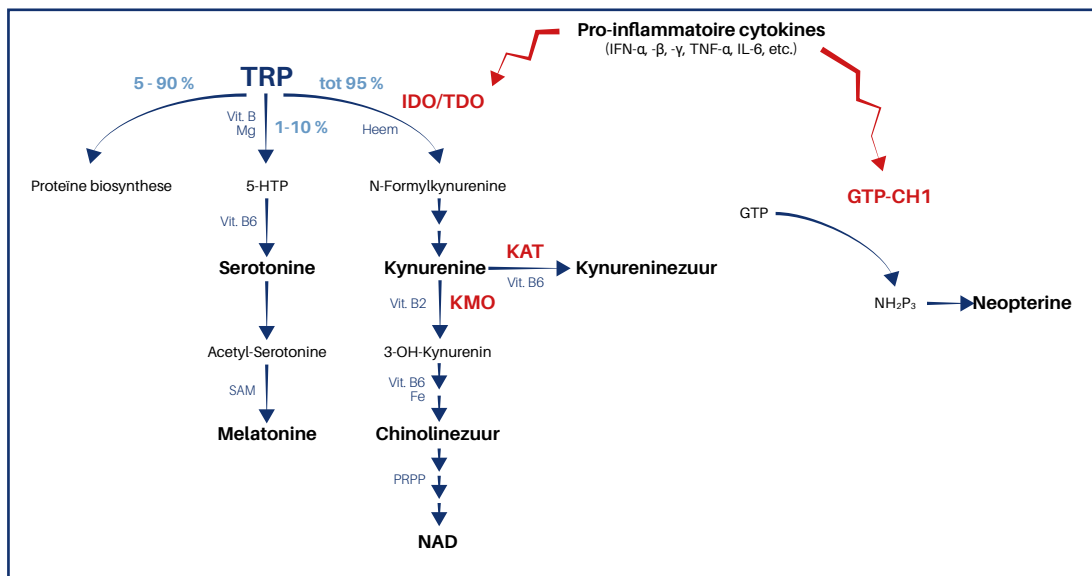 Pro-inflammatoire cytokines
(IFN-α, -β, -γ, TNF-α, IL-6, etc.)
5 - 90 %
TRP
tot 95 %
IDO/TDO
Vit. B
Mg
1-10 %
Heem
Proteïne biosynthese
5-HTP
N-Formylkynurenine
GTP-CH1
GTP
Vit. B6
Serotonine
Kynurenine
KAT
Vit. B6
Kynureninezuur
Vit. B2
KMO
NH₂P₃
Neopterine
Acetyl-Serotonine
3-OH-Kynurenin
SAM
Vit. B6
Fe
Melatonine
Chinolinezuur
PRPP
NAD